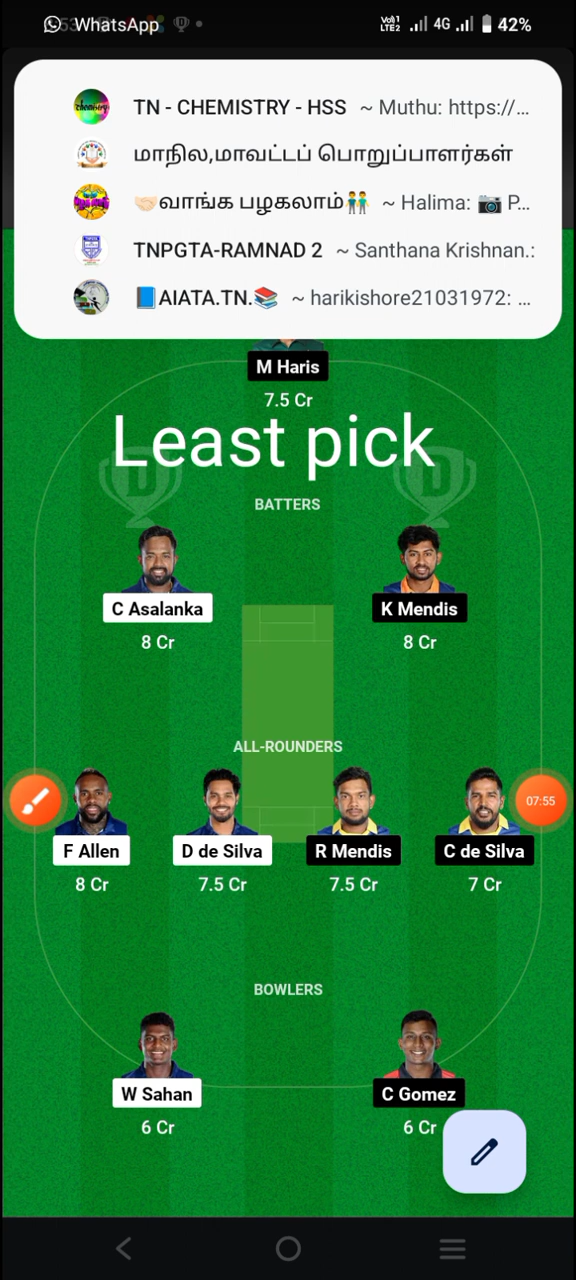 WhatsApp 4G 42%
TN - CHEMISTRY - HSS ~ Muthu: https://...
மாநில,மாவட்டப் பொறுப்பாளர்கள்
🤝🏻வாங்க பழகலாம்👬 ~ Halima: 📷 P...
TNPGTA-RAMNAD 2 ~ Santhana Krishnan.:
📘AIATA.TN.📚 ~ harikishore21031972: ...
M Haris
7.5 Cr
Least pick
BATTERS
C Asalanka K Mendis
8 Cr 8 Cr
ALL-ROUNDERS
07:55
F Allen D de Silva R Mendis C de Silva
8 Cr 7.5 Cr 7.5 Cr 7 Cr
BOWLERS
W Sahan C Gomez
6 Cr 6 Cr